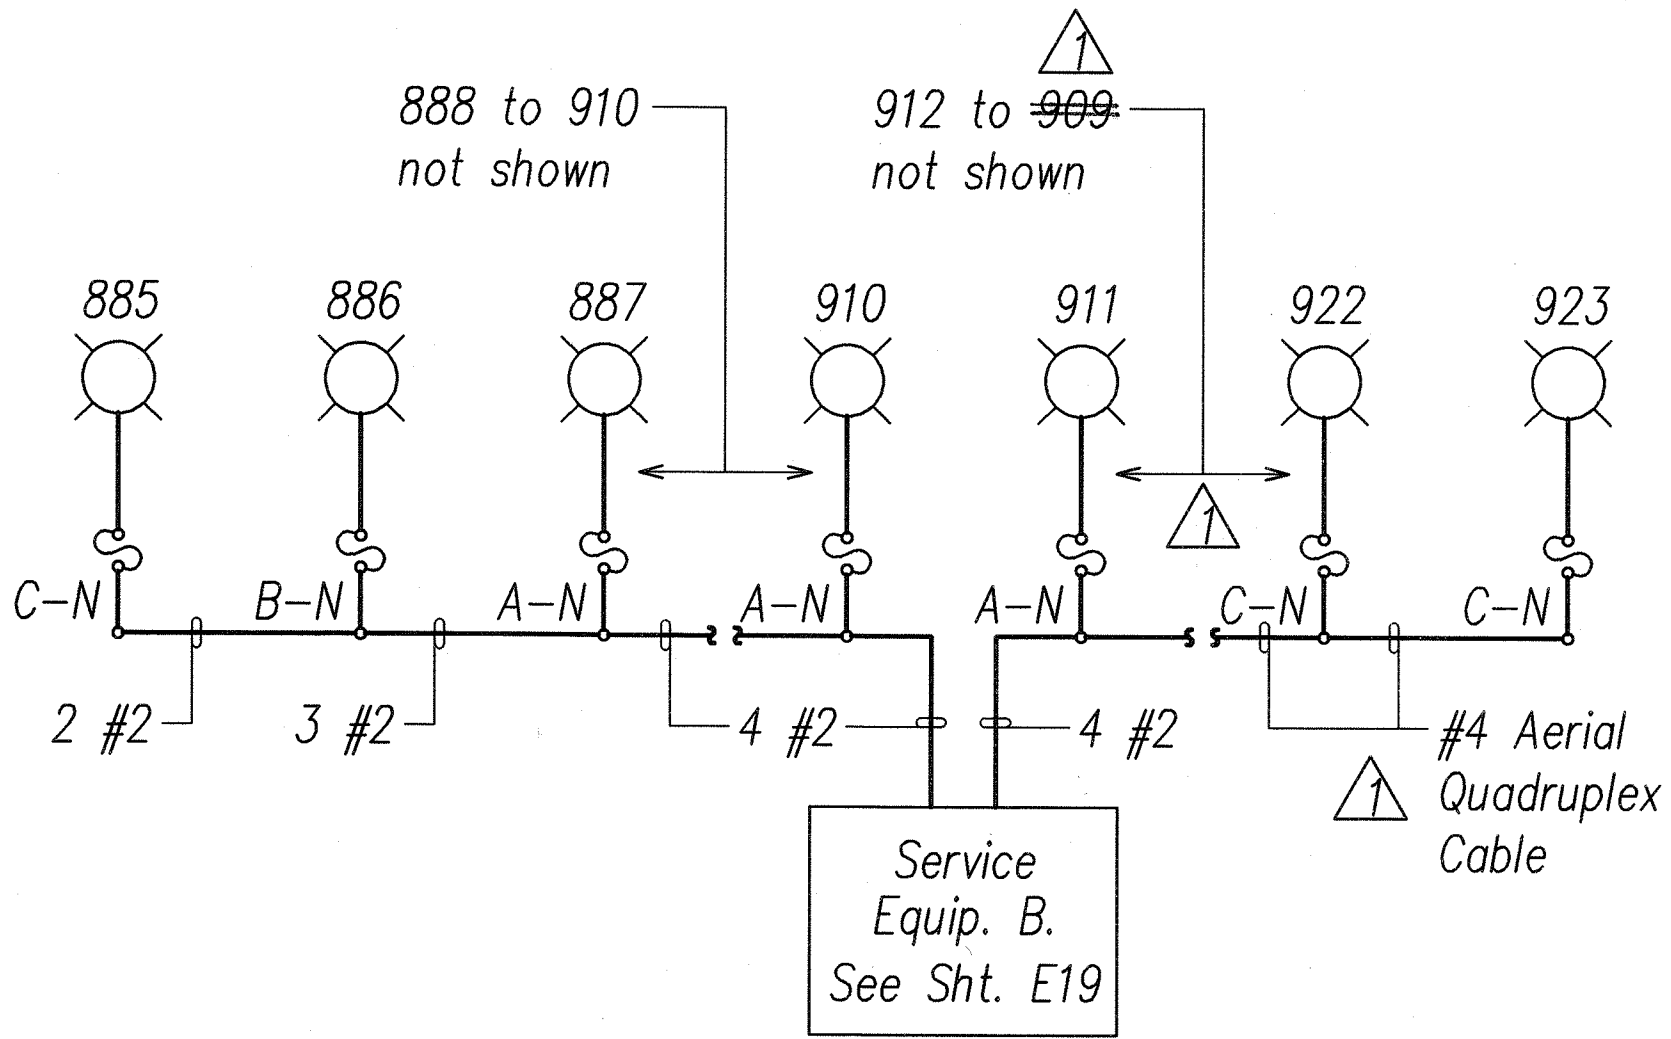 1
888 to 910
not shown
912 to 909
not shown
885
886
887
910
911
922
923
1
C-N
B-N
A-N
A-N
A-N
C-N
C-N
2 #2
3 #2
4 #2
4 #2
#4 Aerial
Quadruplex
Cable
1
Service
Equip. B.
See Sht. E19